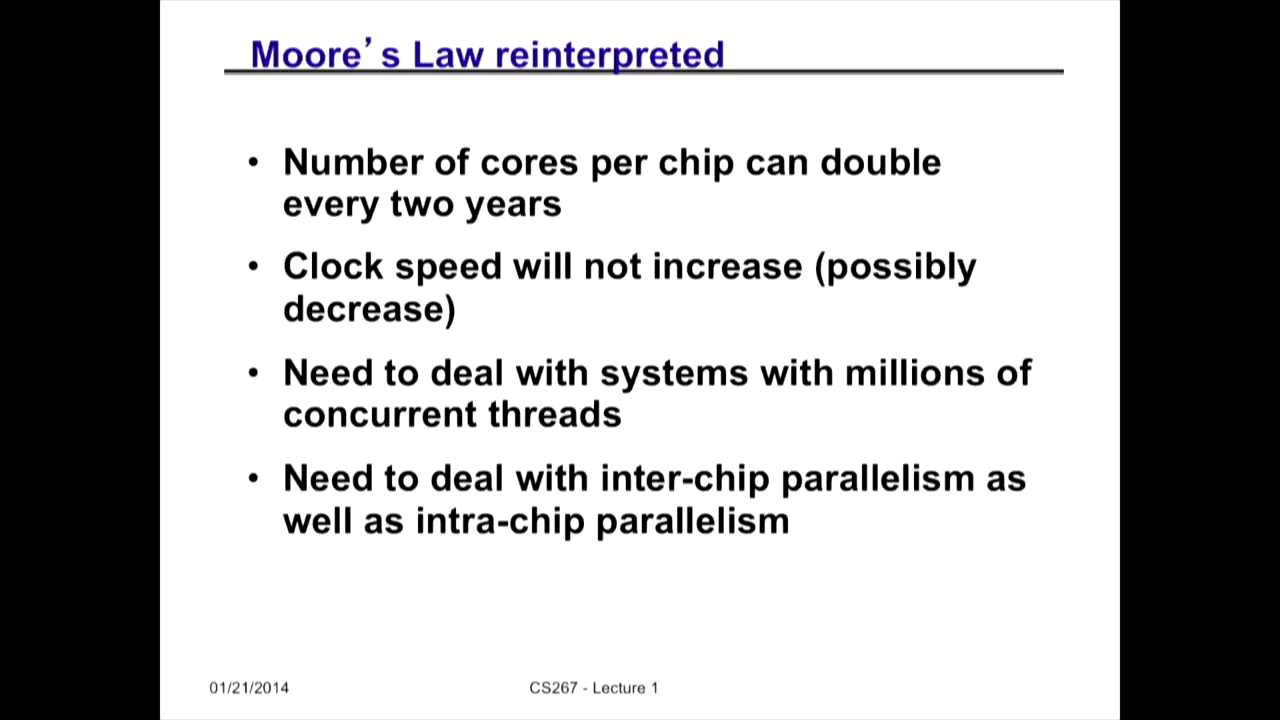 Moore’s Law reinterpreted
• Number of cores per chip can double
every two years
• Clock speed will not increase (possibly
decrease)
• Need to deal with systems with millions of
concurrent threads
• Need to deal with inter-chip parallelism as
well as intra-chip parallelism
01/21/2014
CS267 - Lecture 1